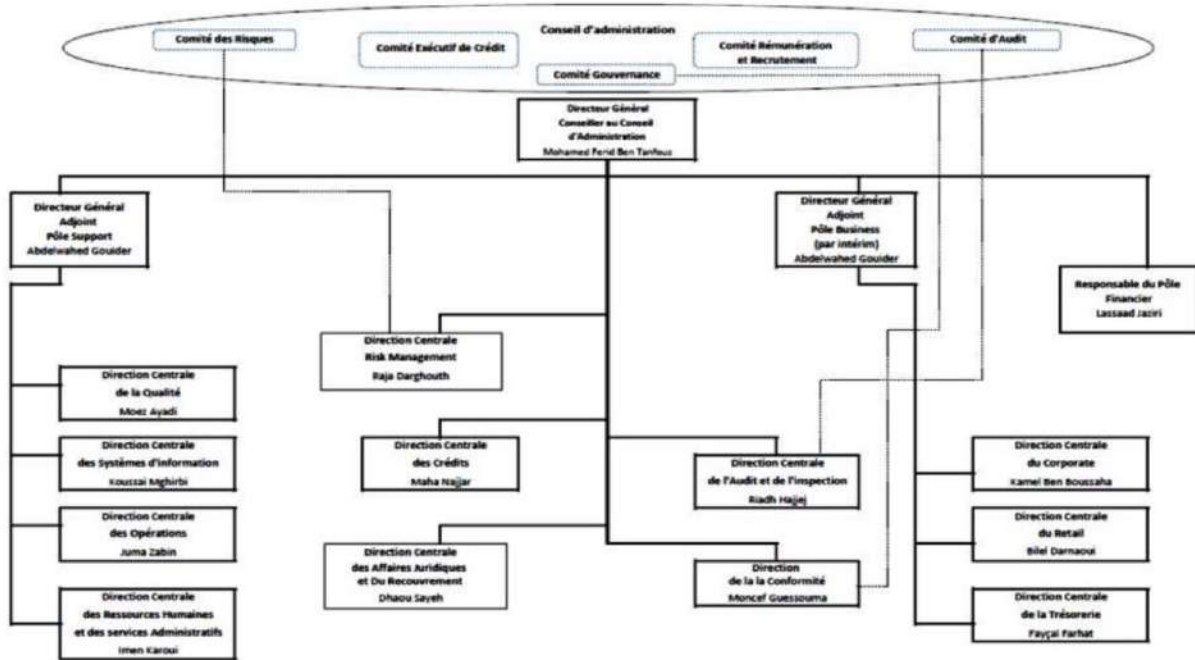 Conseil d'administration
Comité des Risques
Comité Exécutif de Crédit
Comité Rémunération
et Recrutement
Comité d'Audit
Comité Gouvernance
Directeur Général
Conseiller au Conseil
d'Administration
Mohamed Ferid Ben Tanfous
Directeur Général
Adjoint
Pôle Support
Abdelwahed Gouider
Directeur Général
Adjoint
Pôle Business
(par intérim)
Abdelwahed Gouider
Responsable du Pôle
Financier
Lassaad Jaziri
Direction Centrale
Risk Management
Raja Darghouth
Direction Centrale
de la Qualité
Moez Ayadi
Direction Centrale
des Systèmes d'information
Koussai Mghirbi
Direction Centrale
des Opérations
Juma Zabin
Direction Centrale
des Ressources Humaines
et des services Administratifs
Imen Karoui
Direction Centrale
des Crédits
Maha Najjar
Direction Centrale
des Affaires Juridiques
et Du Recouvrement
Dhaou Sayeh
Direction Centrale
de l'Audit et de l'inspection
Riadh Hajjej
Direction
de la la Conformité
Moncef Guessouma
Direction Centrale
du Corporate
Kamel Ben Boussaha
Direction Centrale
du Retail
Bilel Darnaoui
Direction Centrale
de la Trésorerie
Fayçal Farhat